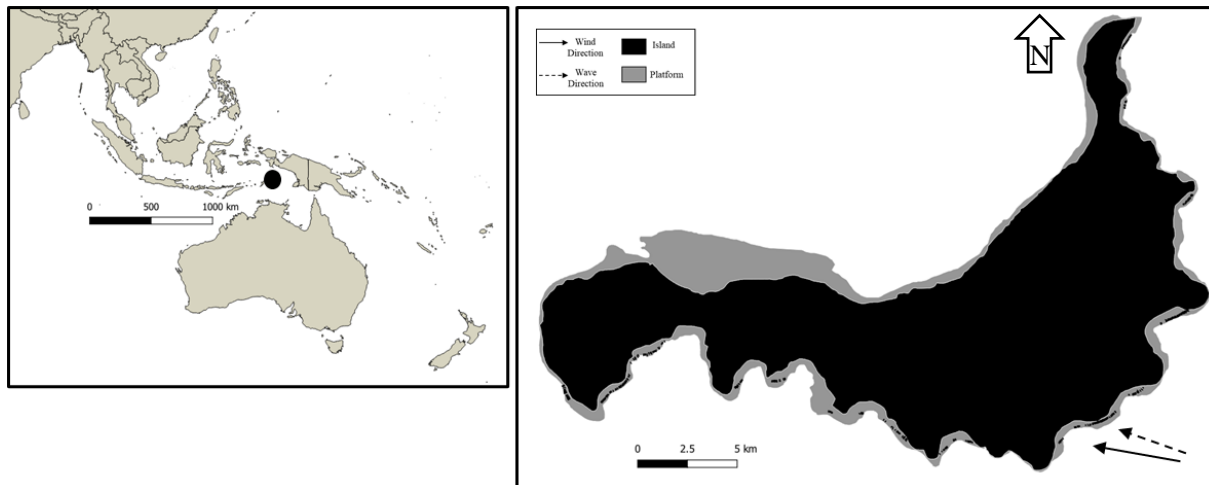 0 500 1000 km
Wind
Direction
Island
Wave
Direction
Platform
N
0 2.5 5 km